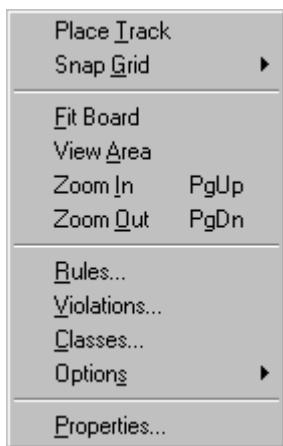 Place Track
Snap Grid
Fit Board
View Area
Zoom In PgUp
Zoom Out PgDn
Rules...
Violations...
Classes...
Options
Properties...